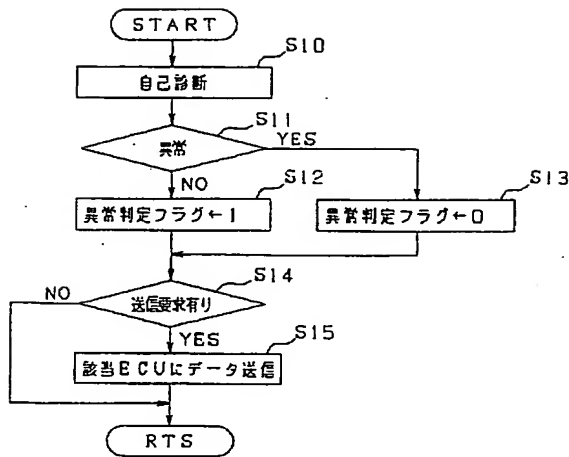 START
S10
自己診断
S11
異常
YES
NO
S12
異常判定フラグ←1
S13
異常判定フラグ←0
S14
送信要求有り
NO
YES
S15
該当ECUにデータ送信
RTS